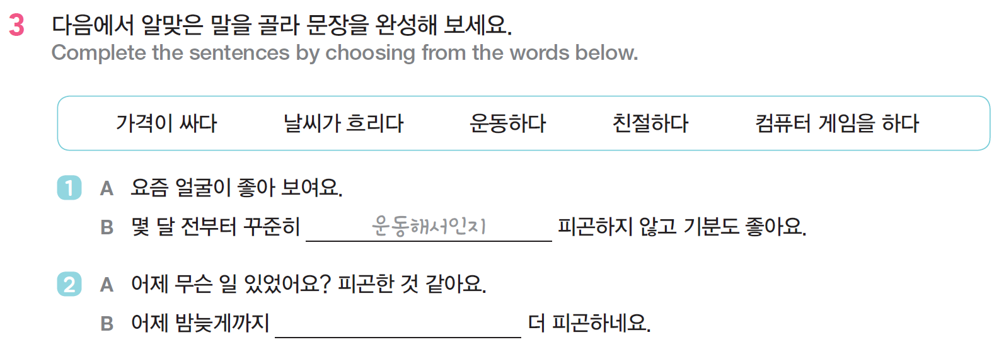 3 다음에서 알맞은 말을 골라 문장을 완성해 보세요.
Complete the sentences by choosing from the words below.
가격이 싸다 날씨가 흐리다 운동하다 친절하다 컴퓨터 게임을 하다
1 A 요즘 얼굴이 좋아 보여요.
B 몇 달 전부터 꾸준히 운동해서인지 피곤하지 않고 기분도 좋아요.
2 A 어제 무슨 일 있었어요? 피곤한 것 같아요.
B 어제 밤늦게까지 더 피곤하네요.